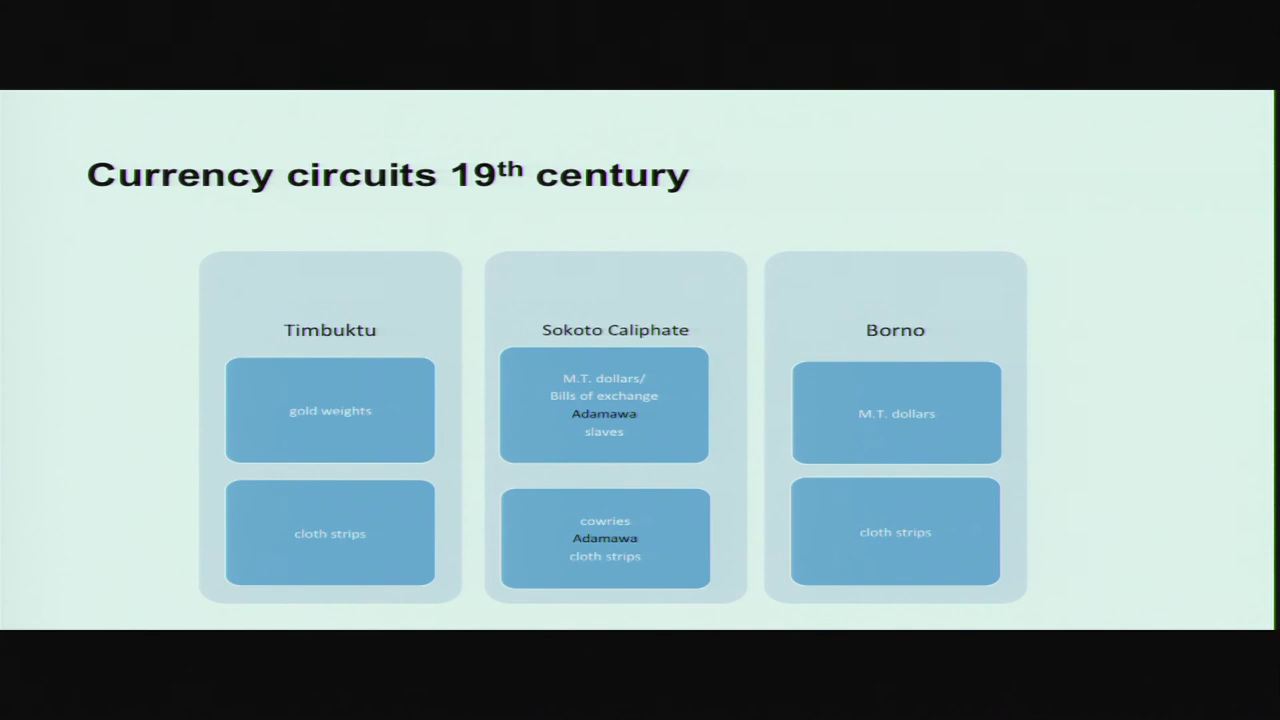 Currency circuits 19th century
Timbuktu
gold weights
cloth strips
Sokoto Caliphate
M.T. dollars/
Bills of exchange
Adamawa
slaves
cowries
Adamawa
cloth strips
Borno
M.T. dollars
cloth strips